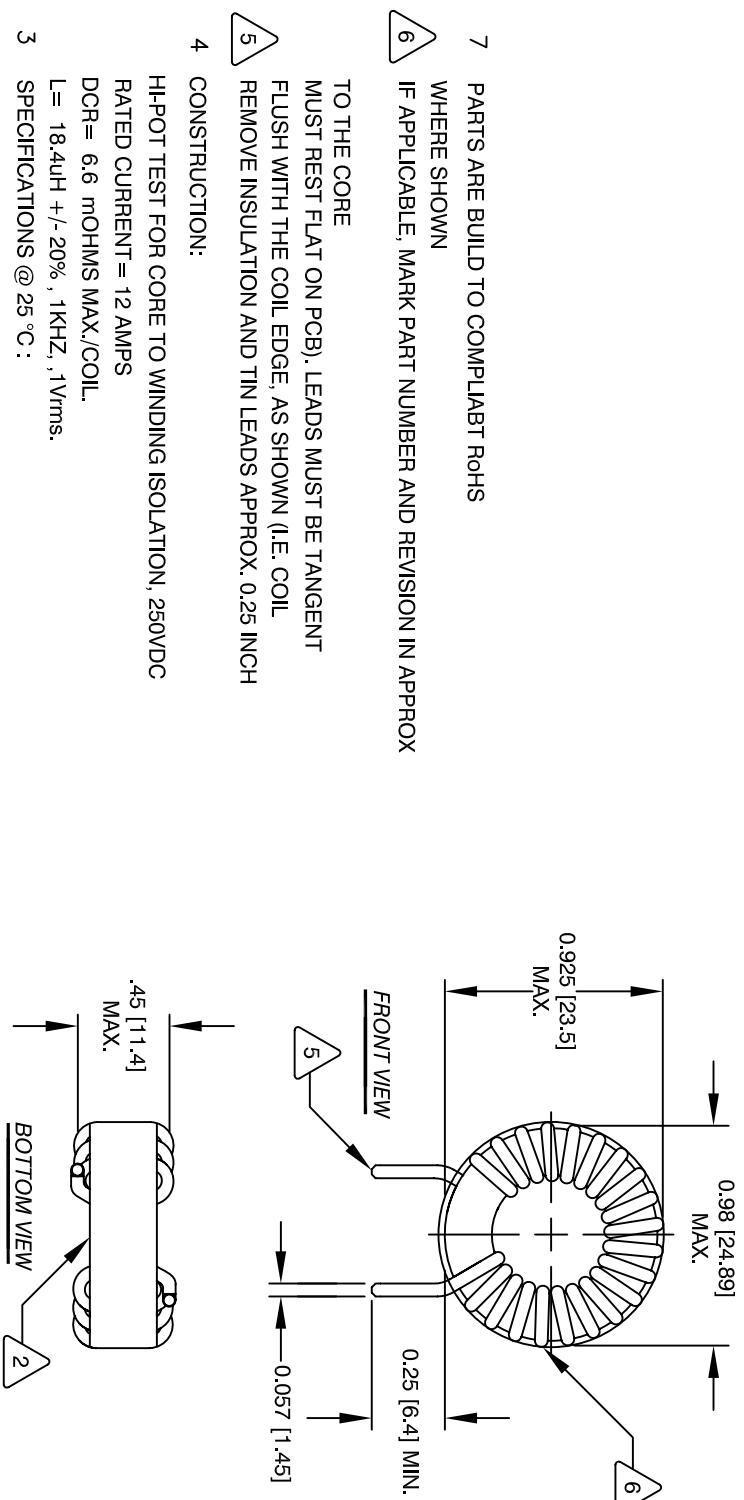 3 SPECIFICATIONS @ 25 °C :
L= 18.4uH +/- 20% , 1KHZ, ,1Vrms.
DCR= 6.6 mOHMS MAX./COIL.
RATED CURRENT= 12 AMPS
HI-POT TEST FOR CORE TO WINDING ISOLATION, 250VDC
4 CONSTRUCTION:
5 REMOVE INSULATION AND TIN LEADS APPROX. 0.25 INCH
FLUSH WITH THE COIL EDGE, AS SHOWN (I.E. COIL
MUST REST FLAT ON PCB). LEADS MUST BE TANGENT
TO THE CORE
6 IF APPLICABLE, MARK PART NUMBER AND REVISION IN APPROX
WHERE SHOWN
7 PARTS ARE BUILD TO COMPLIABT RoHS
0.98 [24.89]
MAX.
6
0.925 [23.5]
MAX.
0.25 [6.4] MIN.
0.057 [1.45]
5
FRONT VIEW
.45 [11.4]
MAX.
2
BOTTOM VIEW